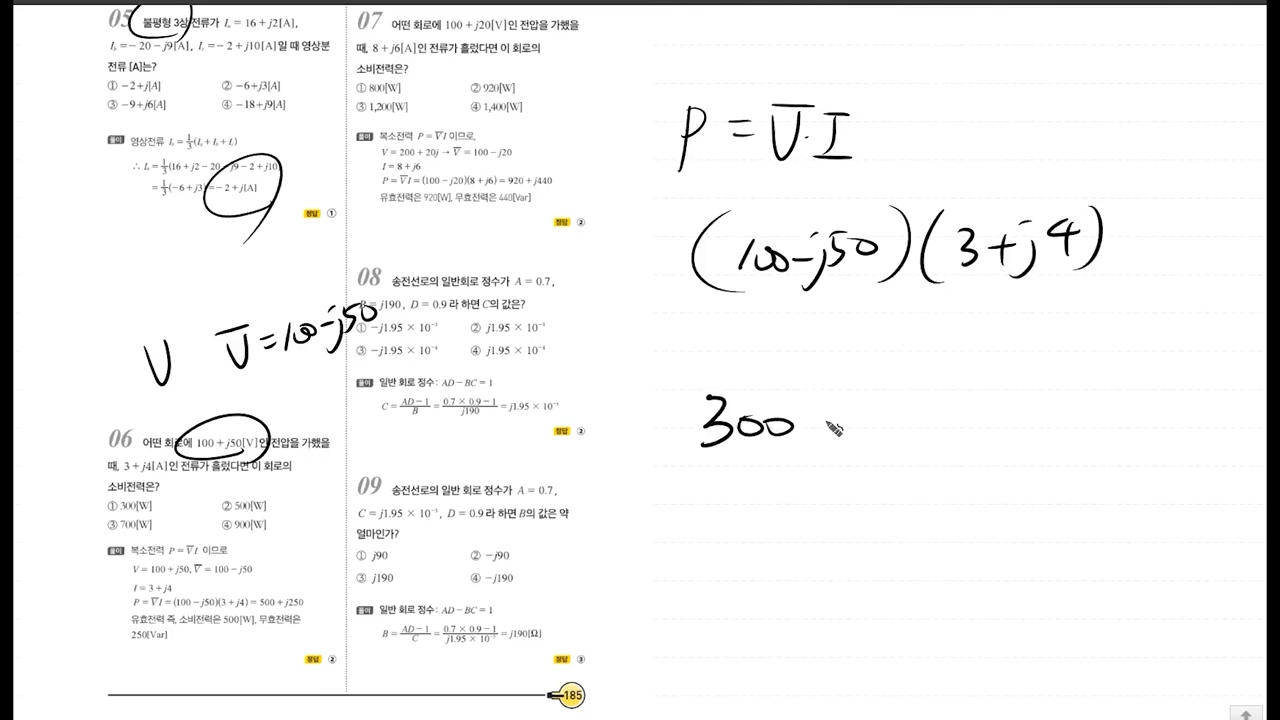 05 불평형 3상 전류가 Iₐ = 16 + j2[A],
I_b = − 20 − j9[A], I_c = − 2 + j10[A]일 때 영상분
전류 [A]는?
① −2+j[A] ② −6+j3[A]
③ −9+j6[A] ④ −18+j9[A]
풀이 영상전류 I₀ = 1/3(Iₐ + I_b + I_c)
∴ I₀ = 1/3(16 + j2 − 20 − j9 − 2 + j10)
= 1/3(−6 + j3) = − 2 + j[A]
정답 ①
V V̅ = 100−j50
06 어떤 회로에 100 + j50[V]인 전압을 가했을
때, 3 + j4[A]인 전류가 흘렀다면 이 회로의
소비전력은?
① 300[W] ② 500[W]
③ 700[W] ④ 900[W]
풀이 복소전력 P = V̅ I 이므로
V = 100 + j50, V̅ = 100 − j50
I = 3 + j4
P = V̅ I = (100 − j50)(3 + j4) = 500 + j250
유효전력 즉, 소비전력은 500[W], 무효전력은
250[Var]
정답 ②
07 어떤 회로에 100 + j20[V]인 전압을 가했을
때, 8 + j6[A]인 전류가 흘렀다면 이 회로의
소비전력은?
① 800[W] ② 920[W]
③ 1,200[W] ④ 1,400[W]
풀이 복소전력 P = V̅ I 이므로,
V = 200 + 20j → V̅ = 100 − j20
I = 8 + j6
P = V̅ I = (100 − j20)(8 + j6) = 920 + j440
유효전력은 920[W], 무효전력은 440[Var]
정답 ②
08 송전선로의 일반회로 정수가 A = 0.7,
B = j190, D = 0.9 라 하면 C의 값은?
① −j1.95 × 10⁻³ ② j1.95 × 10⁻³
③ −j1.95 × 10⁻⁴ ④ j1.95 × 10⁻⁴
풀이 일반 회로 정수: AD − BC = 1
C = (AD − 1)/B = (0.7 × 0.9 − 1)/j190 = j1.95 × 10⁻³
정답 ②
09 송전선로의 일반 회로 정수가 A = 0.7,
C = j1.95 × 10⁻³, D = 0.9 라 하면 B의 값은 약
얼마인가?
① j90 ② −j90
③ j190 ④ −j190
풀이 일반 회로 정수: AD − BC = 1
B = (AD − 1)/C = (0.7 × 0.9 − 1)/(j1.95 × 10⁻³) = j190[Ω]
정답 ③
185
P = V̅·I
(100−j50)(3+j4)
300